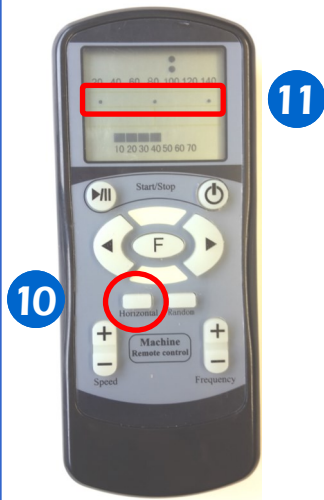 20 40 60 80 100 120 140
11
10 20 30 40 50 60 70
Start/Stop
F
10
Horizontal Randon
+ Machine +
- Remote control -
Speed Frequency